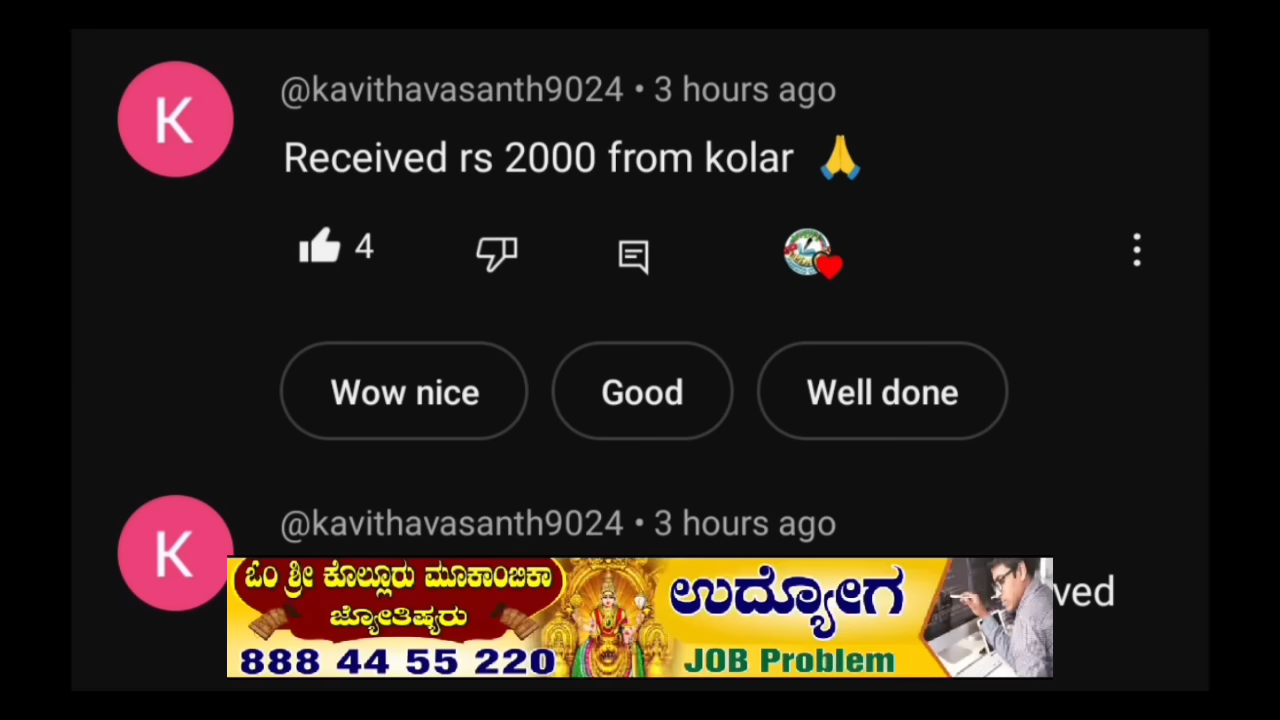 K
@kavithavasanth9024 • 3 hours ago
Received rs 2000 from kolar 🙏
4
Wow nice
Good
Well done
K
@kavithavasanth9024 • 3 hours ago
ved
ಓಂ ಶ್ರೀ ಕೊಲ್ಲೂರು ಮೂಕಾಂಬಿಕಾ
ಜ್ಯೋತಿಷ್ಯರು
888 44 55 220
ಉದ್ಯೋಗ
JOB Problem